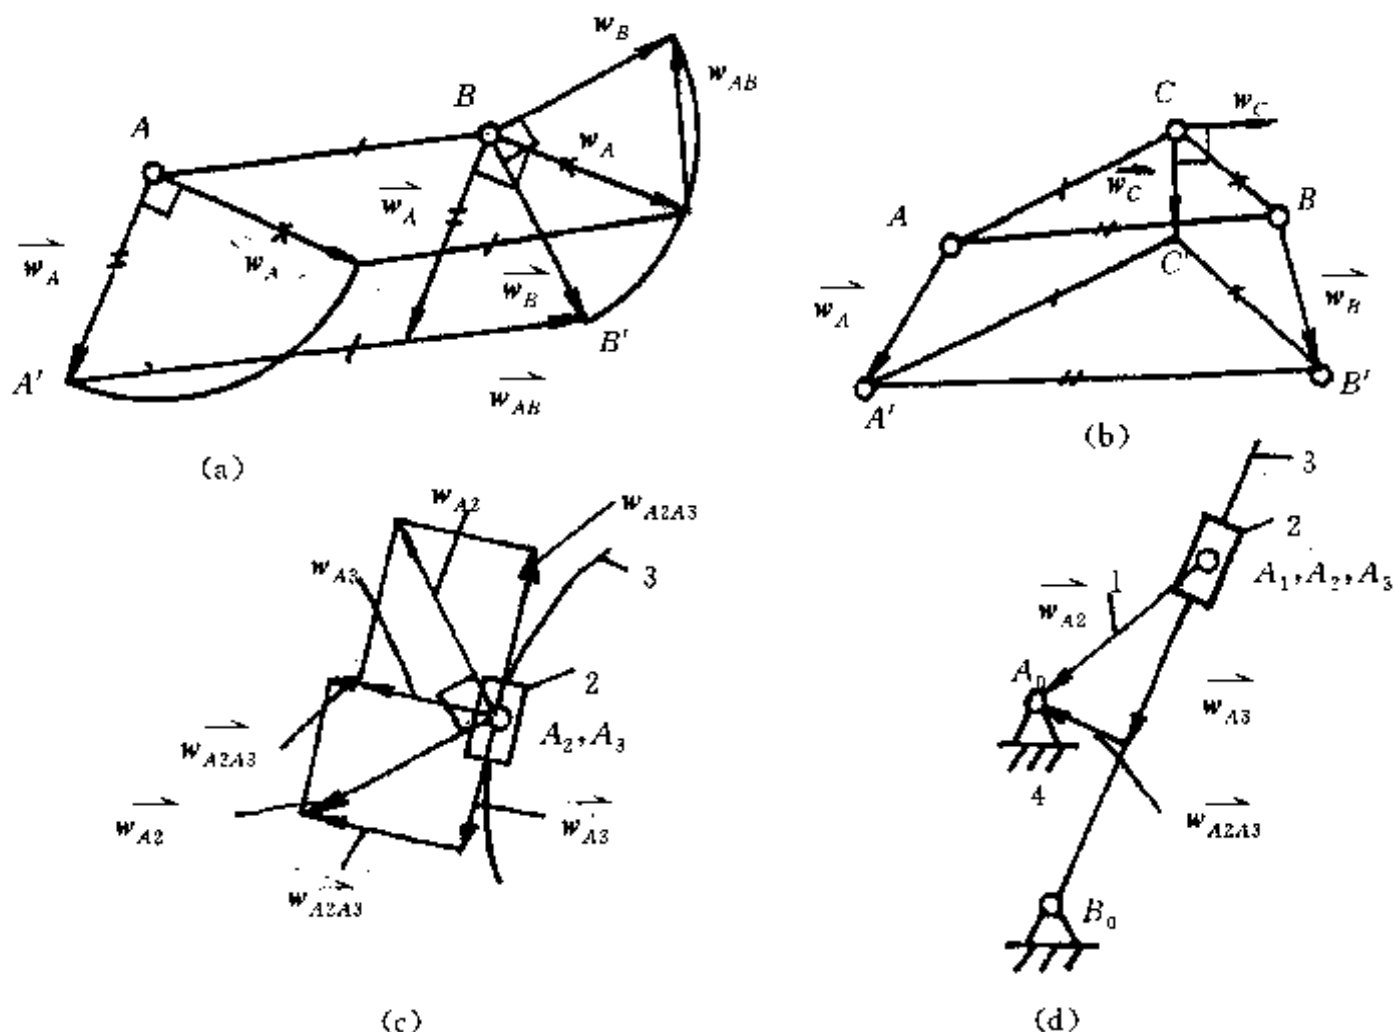 w_B
w_AB
B
A
w_A
w_A
w_A
w_A
w_B
A'
B'
w_AB
(a)
C
w_C
w_C
B
A
C'
w_A
w_B
A'
B'
(b)
w_A2
w_A2A3
w_A3
3
2
A_2, A_3
w_A2A3
w_A2
w_A3
w_A2A3
(c)
3
2
1
A_1, A_2, A_3
w_A2
A_0
w_A3
4
w_A2A3
B_0
(d)